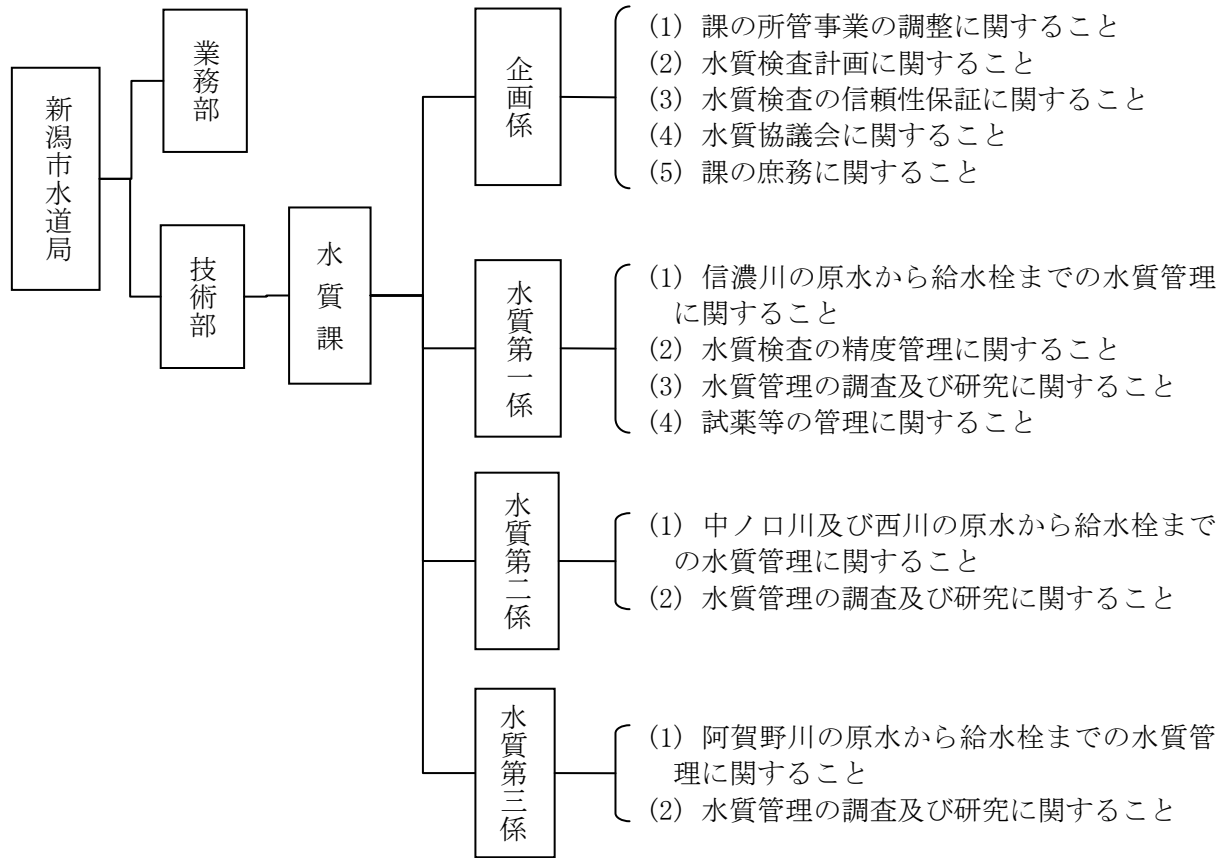 新潟市水道局
業務部
技術部
水質課
企画係
(1) 課の所管事業の調整に関すること
(2) 水質検査計画に関すること
(3) 水質検査の信頼性保証に関すること
(4) 水質協議会に関すること
(5) 課の庶務に関すること
水質第一係
(1) 信濃川の原水から給水栓までの水質管理
に関すること
(2) 水質検査の精度管理に関すること
(3) 水質管理の調査及び研究に関すること
(4) 試薬等の管理に関すること
水質第二係
(1) 中ノ口川及び西川の原水から給水栓まで
の水質管理に関すること
(2) 水質管理の調査及び研究に関すること
水質第三係
(1) 阿賀野川の原水から給水栓までの水質管
理に関すること
(2) 水質管理の調査及び研究に関すること